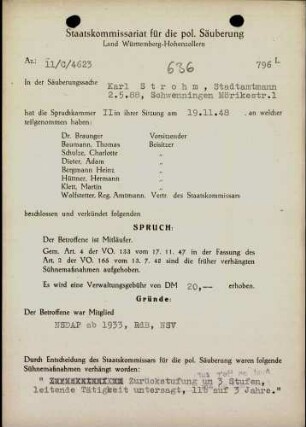 Staatskommissariat für die pol. Säuberung
Land Württemberg-Hohenzollern
Az.: 11/C/4623
636
796 L.
In der Säuberungssache Karl Strohm, Stadtamtmann
2.5.88, Schwenningen Mörikestr.1
hat die Spruchkammer II in ihrer Sitzung am 19.11.48, an welcher
teilgenommen haben:
Dr. Braunger Vorsitzender
Baumann, Thomas Beisitzer
Schulze, Charlotte "
Dieter, Adam "
Bergmann Heinz "
Hüttner, Hermann "
Klett, Martin "
Wolfstetter, Reg. Amtmann. Vertr. des Staatskommissars
beschlossen und verkündet folgenden
SPRUCH:
Der Betroffene ist Mitläufer.
Gem. Art. 4 der VO. 133 vom 17. 11. 47 in der Fassung des
Art. 2 der VO. 165 vom 13. 7. 48 sind die früher verhängten
Sühnemaßnahmen aufgehoben.
Es wird eine Verwaltungsgebühr von DM 20,-- erhoben.
Gründe:
Der Betroffene war Mitglied
NSDAP ab 1933, RdB, NSV
Durch Entscheidung des Staatskommissars für die pol. Säuberung waren folgende
Sühnemaßnahmen verhängt worden:
" Zurückstufung um 3 Stufen,
leitende Tätigkeit untersagt, auf 3 Jahre."